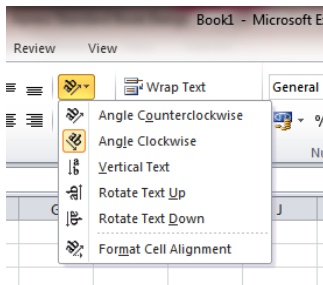 Book1 - Microsoft E
Review View
Wrap Text General
Angle Counterclockwise
%
Angle Clockwise
Nu
Vertical Text
Rotate Text Up
G J
Rotate Text Down
Format Cell Alignment